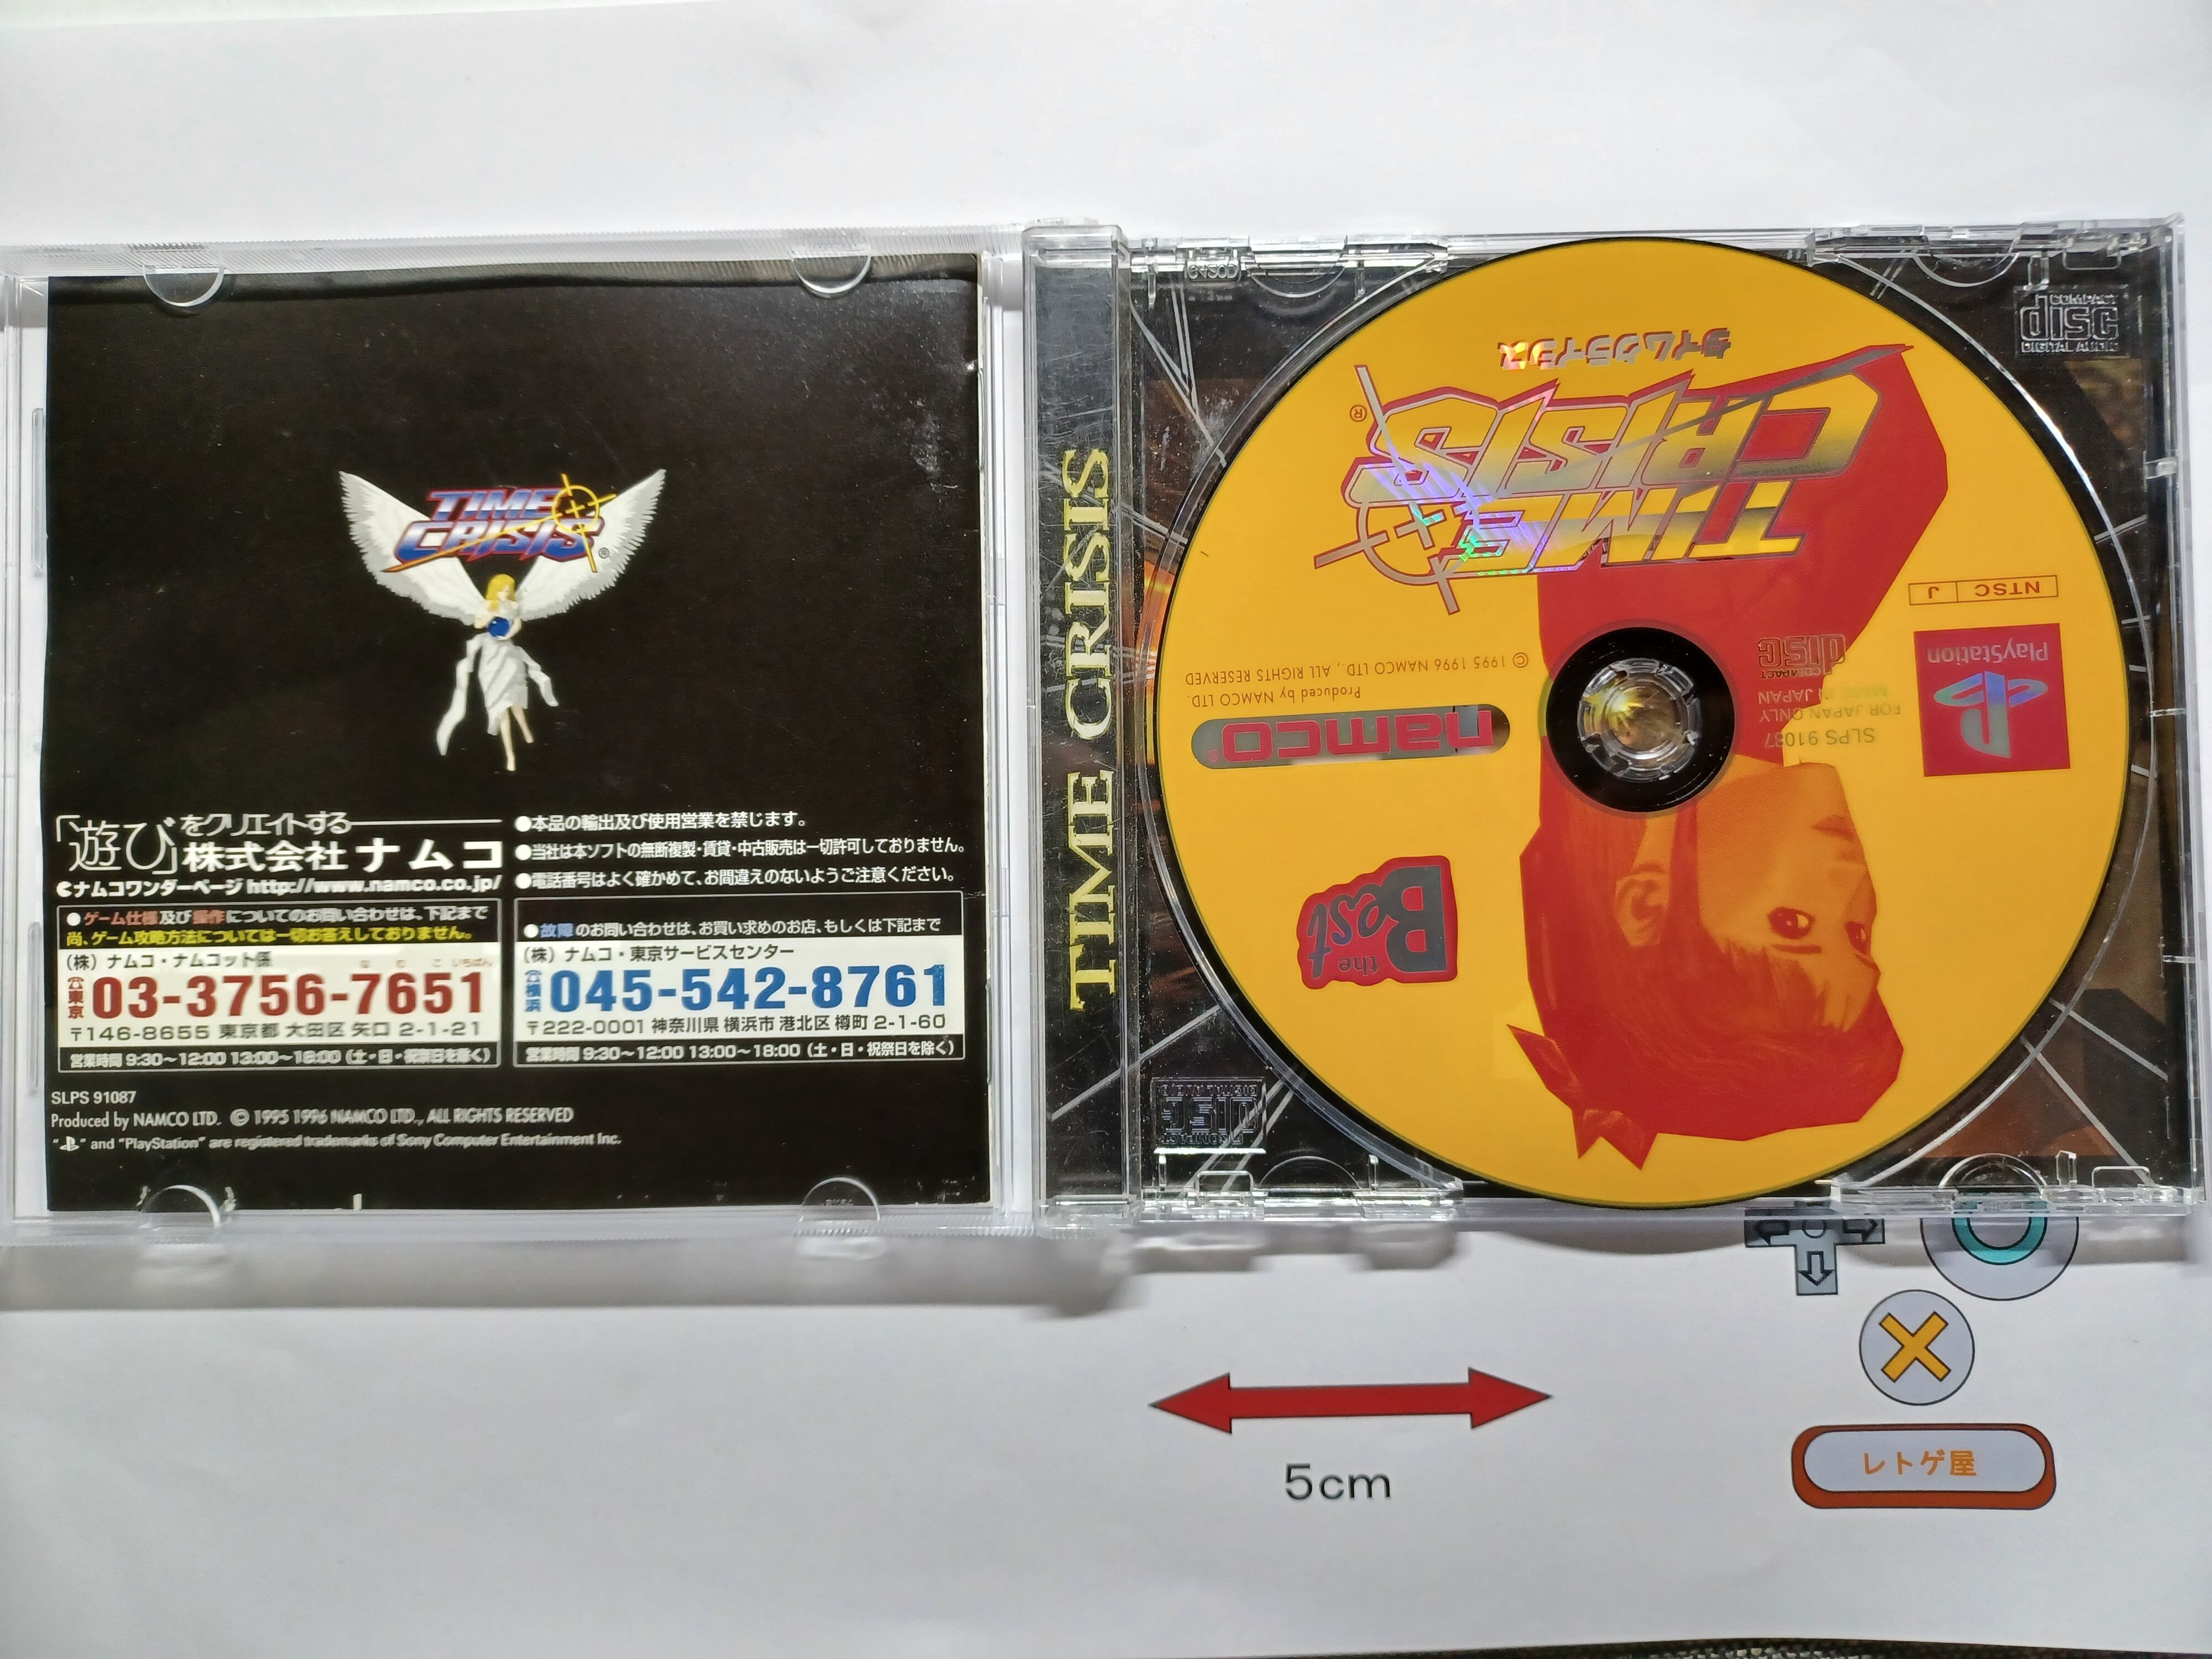 TIME
CRISIS
®
「遊び」をクリエイトする
株式会社ナムコ
ナムコワンダーページ http://www.namco.co.jp/
●本品の輸出及び使用営業を禁じます。
●当社は本ソフトの無断複製・賃貸・中古販売は一切許可しておりません。
●電話番号はよく確かめて、お間違えのないようご注意ください。
●ゲーム仕様及び操作についてのお問い合わせは、下記まで
尚、ゲーム攻略方法については一切お答えしておりません。
(株) ナムコ・ナムコット係
な む こ いちばん
☎東京 03-3756-7651
〒146-8655 東京都 大田区 矢口 2-1-21
営業時間 9:30〜12:00 13:00〜18:00 (土・日・祝祭日を除く)
●故障のお問い合わせは、お買い求めのお店、もしくは下記まで
(株) ナムコ・東京サービスセンター
☎横浜 045-542-8761
〒222-0001 神奈川県 横浜市 港北区 樽町 2-1-60
営業時間 9:30〜12:00 13:00〜18:00 (土・日・祝祭日を除く)
SLPS 91087
Produced by NAMCO LTD. © 1995 1996 NAMCO LTD., ALL RIGHTS RESERVED
"PS" and "PlayStation" are registered trademarks of Sony Computer Entertainment Inc.
TIME CRISIS
COMPACT
disc
DIGITAL AUDIO
タイムクライシス
TIME
CRISIS
®
NTSC J
PlayStation
COMPACT
disc
MADE IN JAPAN
FOR JAPAN ONLY
SLPS 91087
© 1995 1996 NAMCO LTD., ALL RIGHTS RESERVED
Produced by NAMCO LTD.
namco®
the
Best
5cm
レトゲ屋